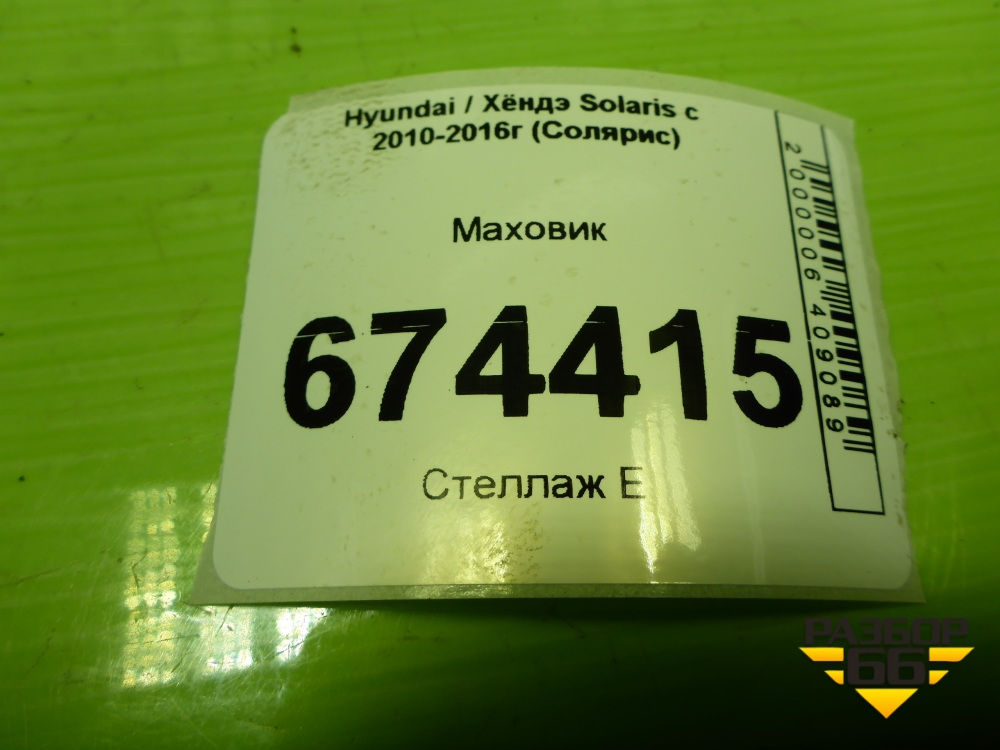 Hyundai / Хёндэ Solaris с
2010-2016г (Солярис)
Маховик
674415
Стеллаж Е
2000006409089
РАЗБОР
66